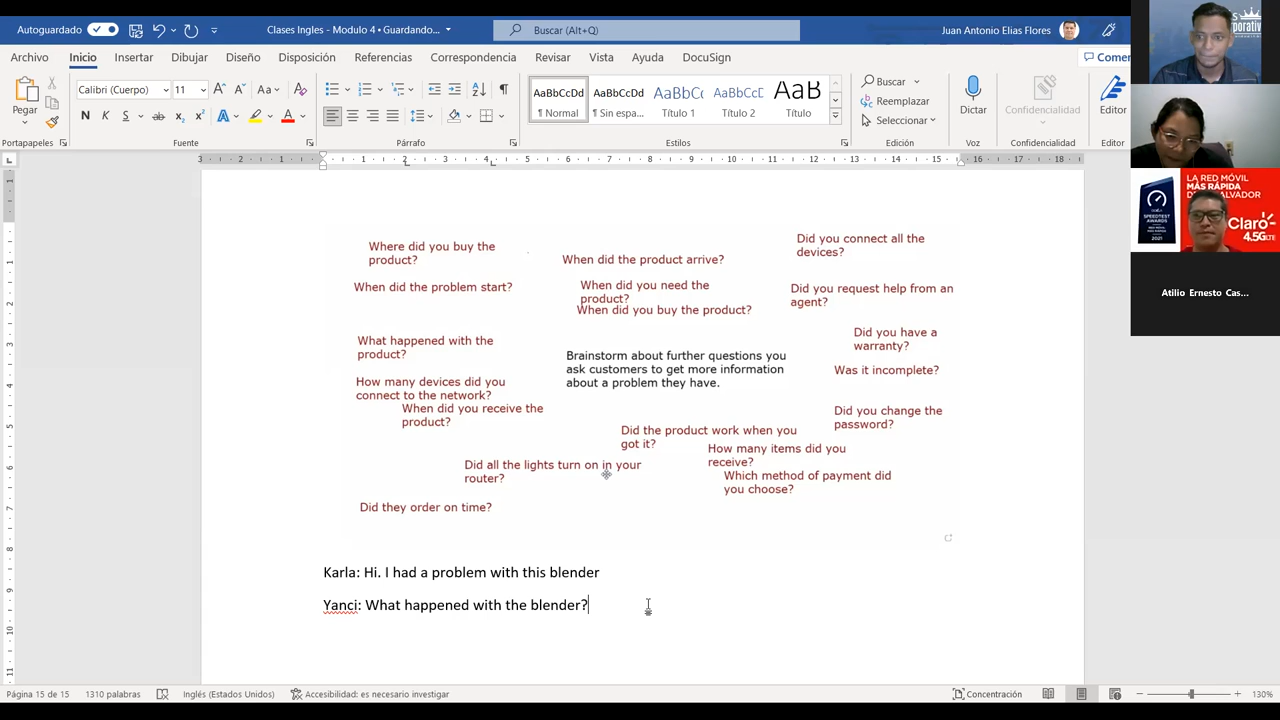 Autoguardado
Clases Ingles - Modulo 4 • Guardando...
Buscar (Alt+Q)
Juan Antonio Elias Flores
Archivo
Inicio
Insertar
Dibujar
Diseño
Disposición
Referencias
Correspondencia
Revisar
Vista
Ayuda
DocuSign
Comen
Pegar
Calibri (Cuerpo)
11
AaBbCcDd
AaBbCcDd
AaBbCc
AaBbCcD
AaB
¶ Normal
¶ Sin espa...
Título 1
Título 2
Título
Buscar
Reemplazar
Seleccionar
Dictar
Confidencialidad
Editor
Portapapeles
Fuente
Párrafo
Estilos
Edición
Voz
Confidencialidad
Editor
Where did you buy the
product?
When did the product arrive?
Did you connect all the
devices?
When did the problem start?
When did you need the
product?
When did you buy the product?
Did you request help from an
agent?
What happened with the
product?
Did you have a
warranty?
Brainstorm about further questions you
ask customers to get more information
about a problem they have.
Was it incomplete?
How many devices did you
connect to the network?
When did you receive the
product?
Did you change the
password?
Did the product work when you
got it?
How many items did you
receive?
Did all the lights turn on in your
router?
Which method of payment did
you choose?
Did they order on time?
Karla: Hi. I had a problem with this blender
Yanci: What happened with the blender?
LA RED MÓVIL
MÁS RÁPIDA
SPEEDTEST
AWARDS
2021
Claro
4.5G LTE
Atilio Ernesto Cas...
Página 15 de 15
1310 palabras
Inglés (Estados Unidos)
Accesibilidad: es necesario investigar
Concentración
130%